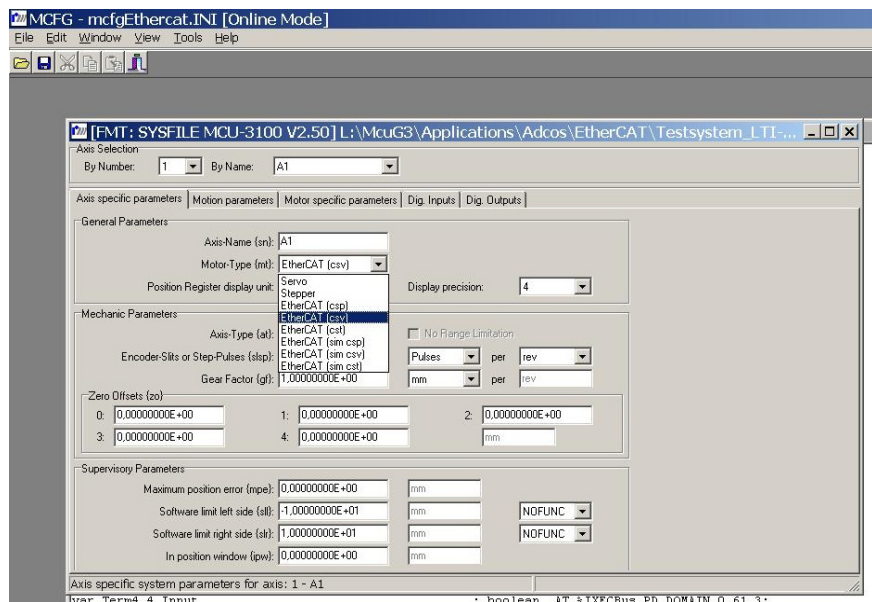 MCFG - mcfgEthercat.INI [Online Mode]
File Edit Window View Tools Help
[FMT: SYSFILE MCU-3100 V2.50] L:\McuG3\Applications\Adcos\EtherCAT\Testsystem_LTI-...
Axis Selection
By Number: 1 By Name: A1
Axis specific parameters Motion parameters Motor specific parameters Dig. Inputs Dig. Outputs
General Parameters
Axis-Name {sn}: A1
Motor-Type {mt}: EtherCAT (csv)
Position Register display unit: Display precision: 4
Servo
Stepper
EtherCAT (csp)
EtherCAT (csv)
EtherCAT (cst)
EtherCAT (sim csp)
EtherCAT (sim csv)
EtherCAT (sim cst)
Mechanic Parameters
Axis-Type {at}: No Range Limitation
Encoder-Slits or Step-Pulses {slsp}: Pulses per rev
Gear Factor {gf}: 1,00000000E+00 mm per rev
Zero Offsets {zo}
0: 0,00000000E+00 1: 0,00000000E+00 2: 0,00000000E+00
3: 0,00000000E+00 4: 0,00000000E+00 mm
Supervisory Parameters
Maximum position error {mpe}: 0,00000000E+00 mm
Software limit left side {sll}: -1,00000000E+01 mm NOFUNC
Software limit right side {slr}: 1,00000000E+01 mm NOFUNC
In position window {ipw}: 0,00000000E+00 mm
Axis specific system parameters for axis: 1 - A1
var Term4_4_Input : boolean AT %IXECBus_PD_DOMAIN_0.61.3;